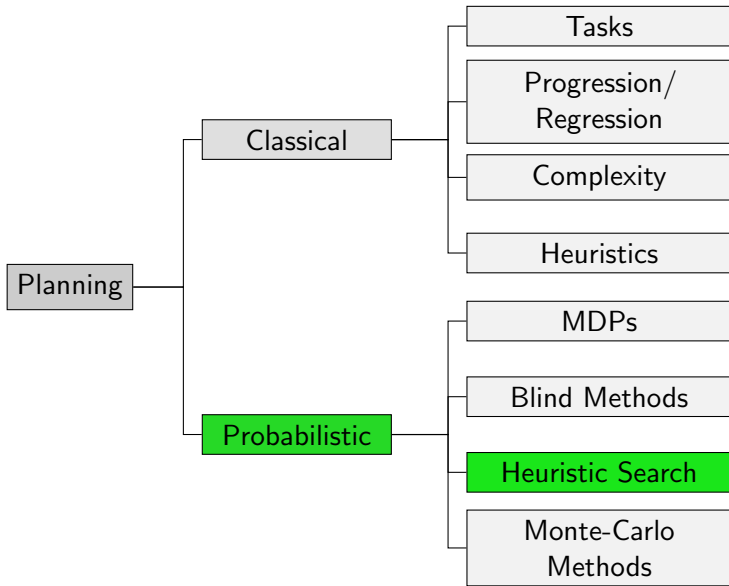 Tasks
Progression/
Regression
Classical
Complexity
Heuristics
Planning
MDPs
Blind Methods
Probabilistic
Heuristic Search
Monte-Carlo
Methods